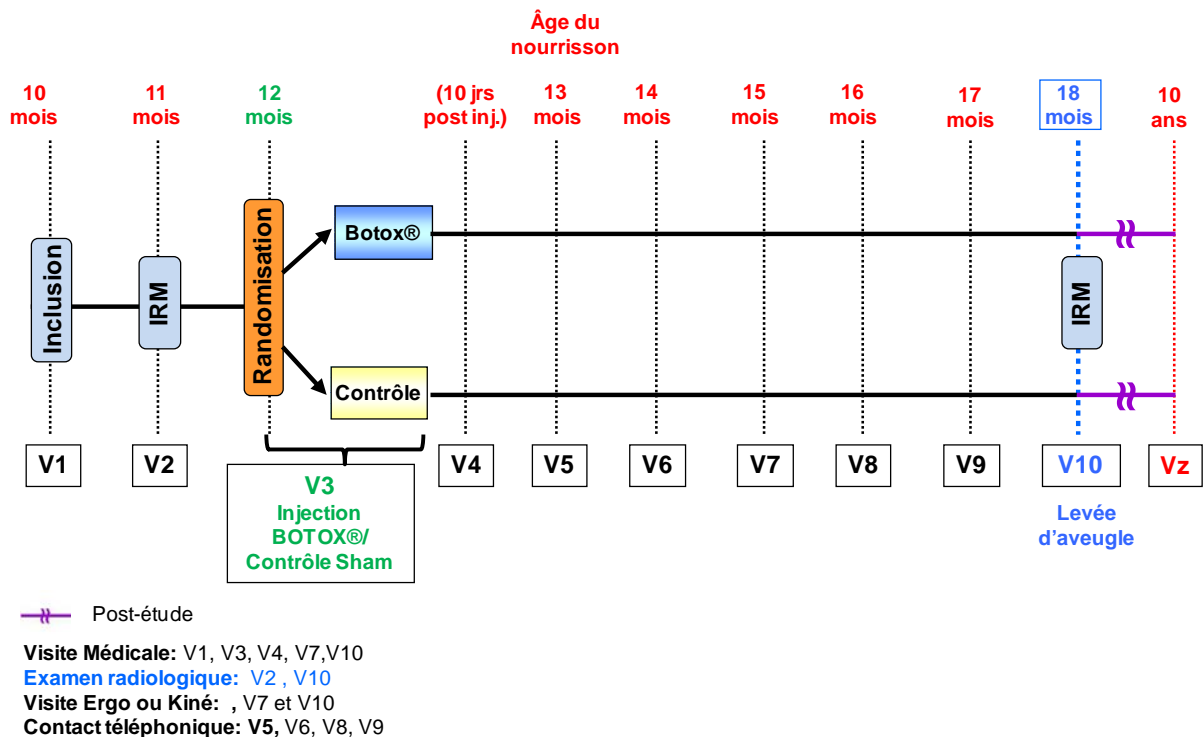 Âge du
nourrisson
10
mois
11
mois
12
mois
(10 jrs
post inj.)
13
mois
14
mois
15
mois
16
mois
17
mois
18
mois
10
ans
Inclusion
IRM
Randomisation
Botox®
Contrôle
IRM
V1
V2
V3
Injection
BOTOX®/
Contrôle Sham
V4
V5
V6
V7
V8
V9
V10
Levée
d’aveugle
Vz
Post-étude
Visite Médicale: V1, V3, V4, V7,V10
Examen radiologique: V2 , V10
Visite Ergo ou Kiné: , V7 et V10
Contact téléphonique: V5, V6, V8, V9